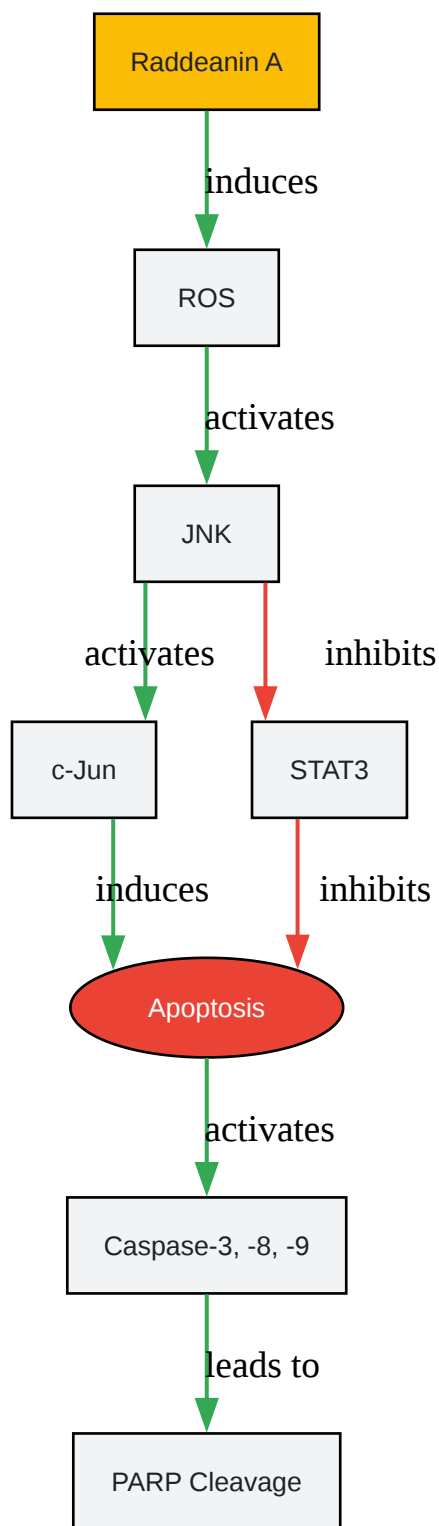 Raddeanin A
induces
ROS
activates
JNK
activates
inhibits
c-Jun
STAT3
induces
inhibits
Apoptosis
activates
Caspase-3, -8, -9
leads to
PARP Cleavage